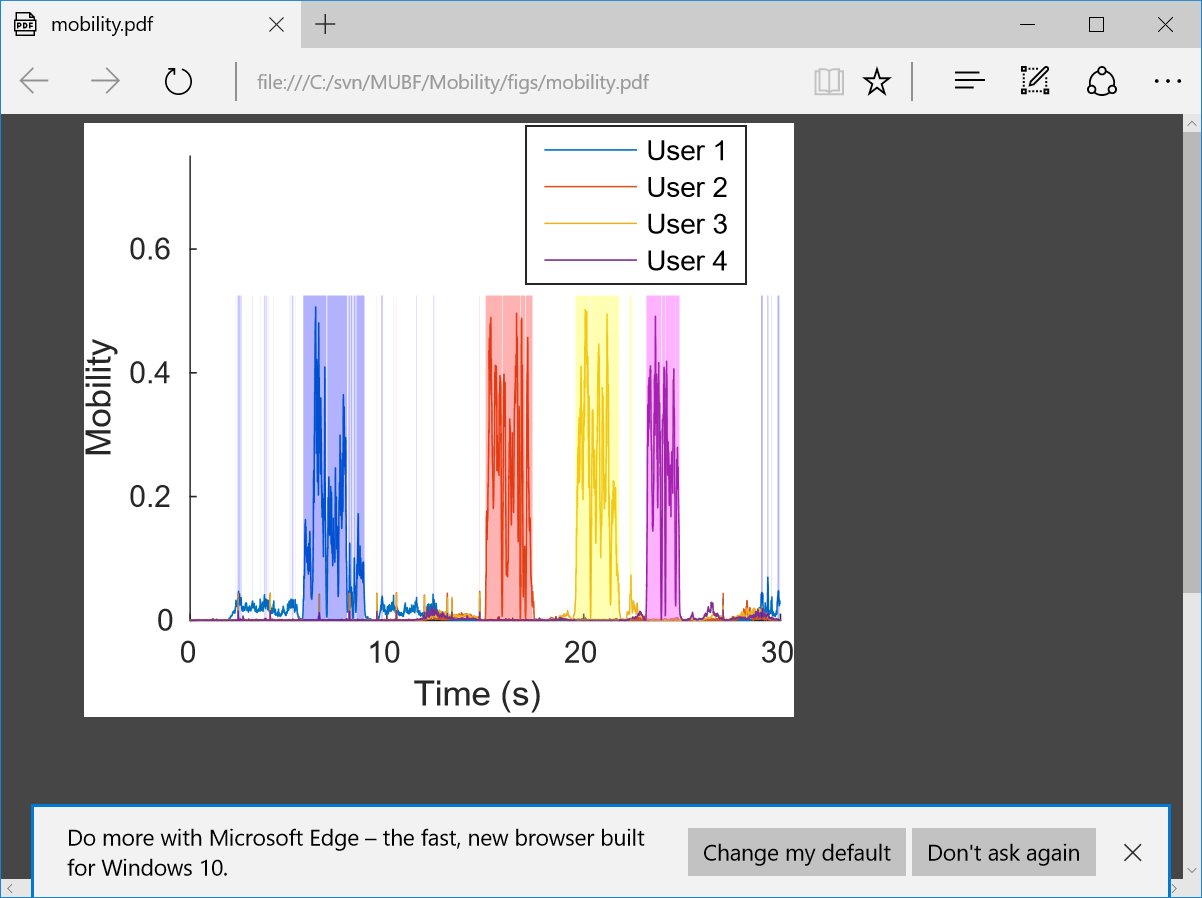 mobility.pdf
file:///C:/svn/MUBF/Mobility/figs/mobility.pdf
User 1
User 2
User 3
User 4
0.6
0.4
0.2
0
Mobility
0 10 20 30
Time (s)
Do more with Microsoft Edge – the fast, new browser built
for Windows 10.
Change my default
Don't ask again